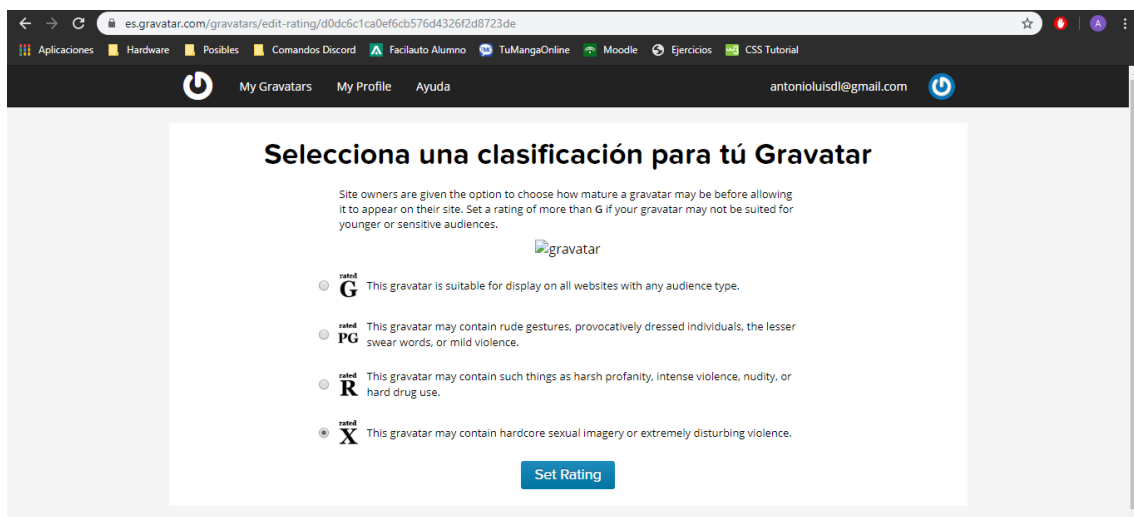 es.gravatar.com/gravatars/edit-rating/d0dc6c1ca0ef6cb576d4326f2d8723de
A
Aplicaciones Hardware Posibles Comandos Discord Facilauto Alumno TuMangaOnline Moodle Ejercicios CSS Tutorial
My Gravatars My Profile Ayuda antonioluisdl@gmail.com
Selecciona una clasificación para tú Gravatar
Site owners are given the option to choose how mature a gravatar may be before allowing
it to appear on their site. Set a rating of more than G if your gravatar may not be suited for
younger or sensitive audiences.
gravatar
rated
G This gravatar is suitable for display on all websites with any audience type.
rated
PG This gravatar may contain rude gestures, provocatively dressed individuals, the lesser
swear words, or mild violence.
rated
R This gravatar may contain such things as harsh profanity, intense violence, nudity, or
hard drug use.
rated
X This gravatar may contain hardcore sexual imagery or extremely disturbing violence.
Set Rating